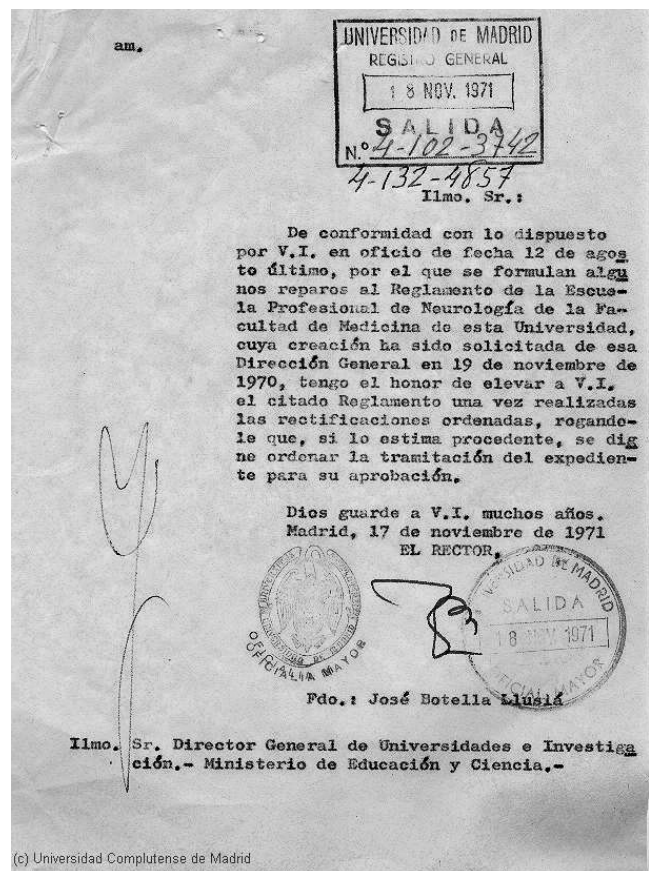 am.
UNIVERSIDAD DE MADRID
REGISTRO GENERAL
18 NOV. 1971
SALIDA
N.º 4-102-3742
4-132-4857
Ilmo. Sr.:
De conformidad con lo dispuesto
por V.I. en oficio de fecha 12 de agos
to último, por el que se formulan algu
nos reparos al Reglamento de la Escue-
la Profesional de Neurología de la Fa-
cultad de Medicina de esta Universidad,
cuya creación ha sido solicitada de esa
Dirección General en 19 de noviembre de
1970, tengo el honor de elevar a V.I.
el citado Reglamento una vez realizadas
las rectificaciones ordenadas, rogando-
le que, si lo estima procedente, se dig
ne ordenar la tramitación del expedien-
te para su aprobación.
Dios guarde a V.I. muchos años.
Madrid, 17 de noviembre de 1971
EL RECTOR,
OFICIALIA MAYOR
UNIVERSIDAD DE MADRID
SALIDA
18 NOV 1971
OFICIALIA MAYOR
Fdo.: José Botella Llusiá
Ilmo. Sr. Director General de Universidades e Investiga
ción.- Ministerio de Educación y Ciencia.-
(c) Universidad Complutense de Madrid